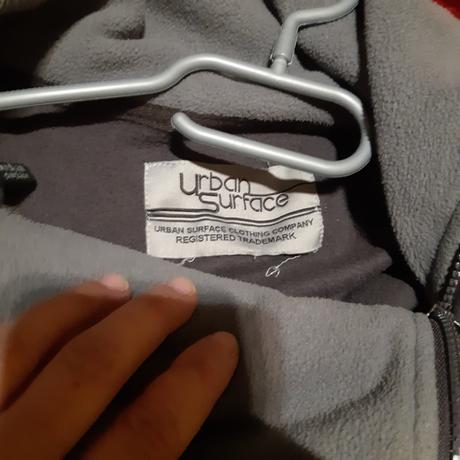 Urban
Surface
URBAN SURFACE CLOTHING COMPANY
REGISTERED TRADEMARK